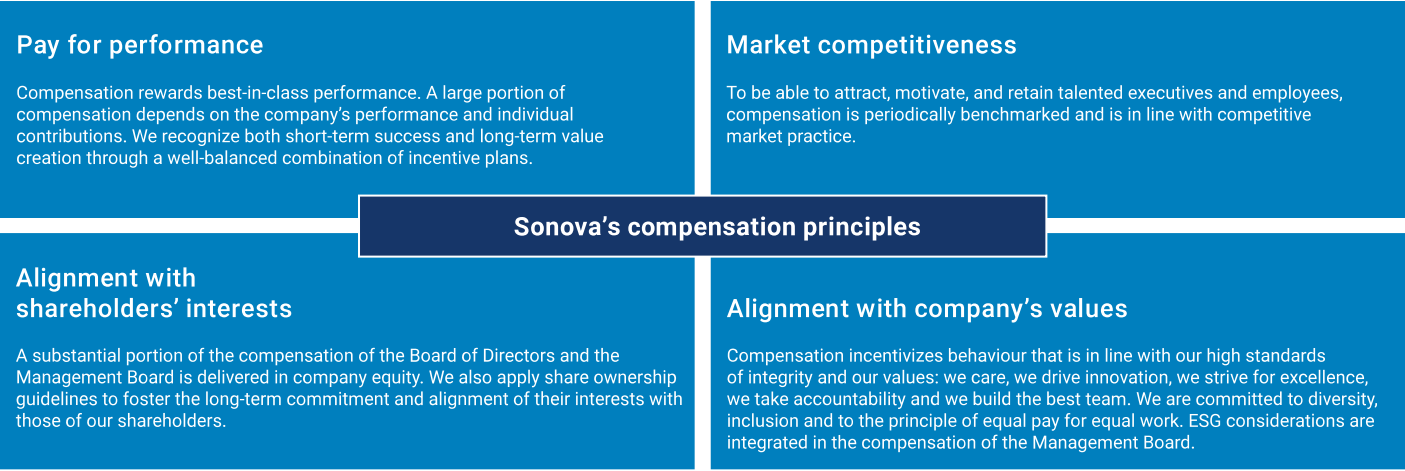 Pay for performance
Compensation rewards best-in-class performance. A large portion of
compensation depends on the company’s performance and individual
contributions. We recognize both short-term success and long-term value
creation through a well-balanced combination of incentive plans.
Market competitiveness
To be able to attract, motivate, and retain talented executives and employees,
compensation is periodically benchmarked and is in line with competitive
market practice.
Sonova’s compensation principles
Alignment with
shareholders’ interests
A substantial portion of the compensation of the Board of Directors and the
Management Board is delivered in company equity. We also apply share ownership
guidelines to foster the long-term commitment and alignment of their interests with
those of our shareholders.
Alignment with company’s values
Compensation incentivizes behaviour that is in line with our high standards
of integrity and our values: we care, we drive innovation, we strive for excellence,
we take accountability and we build the best team. We are committed to diversity,
inclusion and to the principle of equal pay for equal work. ESG considerations are
integrated in the compensation of the Management Board.